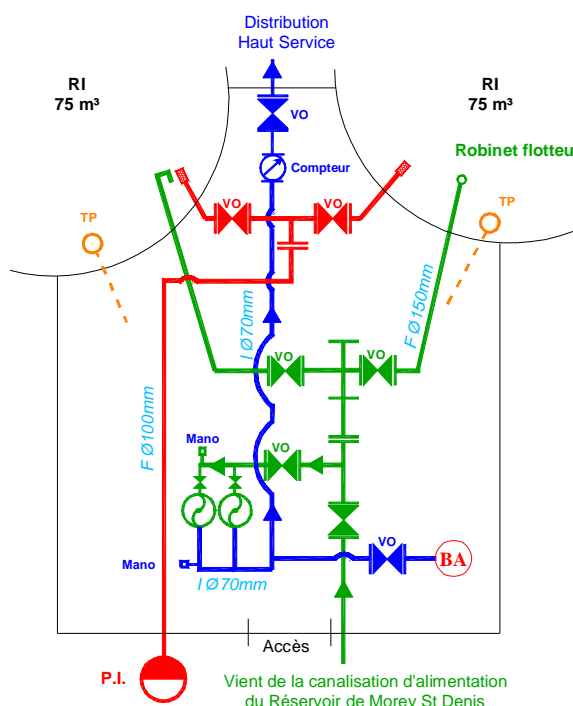 Distribution
Haut Service
RI
75 m³
RI
75 m³
VO
Compteur
Robinet flotteu
TP
VO
VO
TP
I Ø70mm
F Ø150mm
VO
VO
F Ø100mm
Mano
VO
Mano
I Ø70mm
VO
BA
Accès
P.I.
Vient de la canalisation d'alimentation
du Réservoir de Morey St Denis